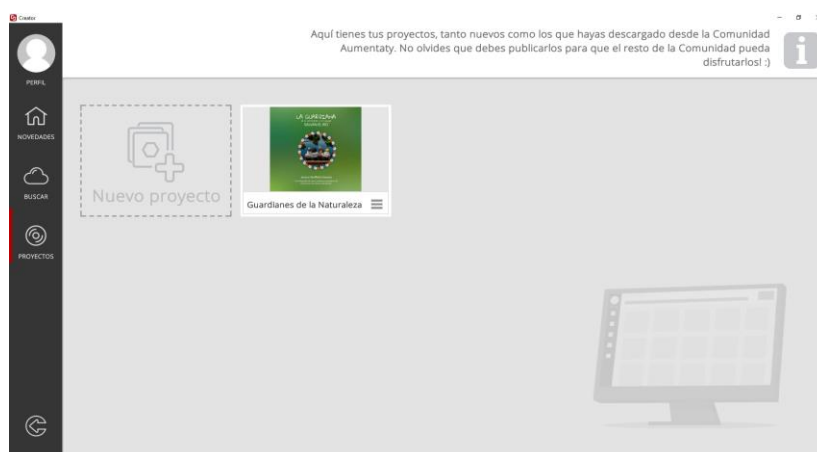 Creator
Aquí tienes tus proyectos, tanto nuevos como los que hayas descargado desde la Comunidad
Aumentaty. No olvides que debes publicarlos para que el resto de la Comunidad pueda
disfrutarlos! :)
PERFIL
NOVEDADES
BUSCAR
PROYECTOS
Nuevo proyecto
LA GUARDIANA
Guardianes de la Naturaleza